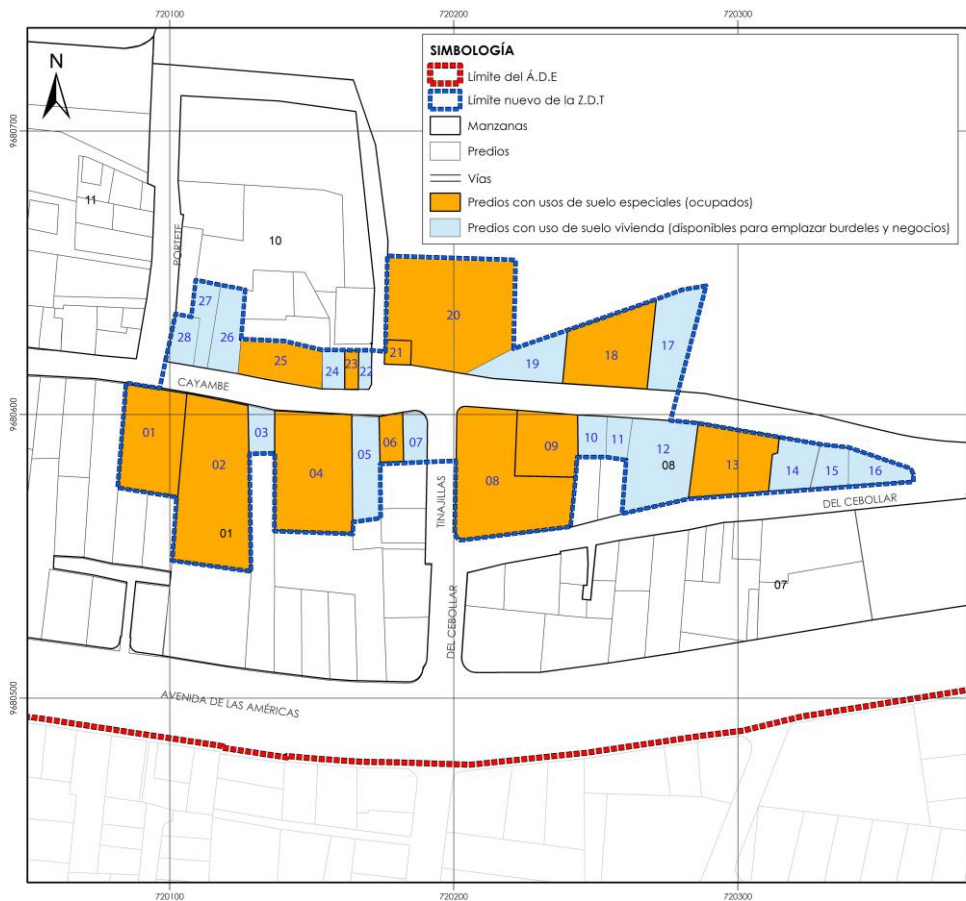 720100
720200
720300
SIMBOLOGÍA
Límite del Á.D.E
Límite nuevo de la Z.D.T
Manzanas
Predios
Vías
Predios con usos de suelo especiales (ocupados)
Predios con uso de suelo vivienda (disponibles para emplazar burdeles y negocios)
N
9680700
11
PORTETE
10
27
28
26
25
24
23
22
20
21
19
18
17
CAYAMBE
9680600
01
02
03
04
05
06
07
08
09
10
11
12
08
13
14
15
16
01
TINAJILLAS
DEL CEBOLLAR
DEL CEBOLLAR
07
9680500
AVENIDA DE LAS AMÉRICAS
720100
720200
720300